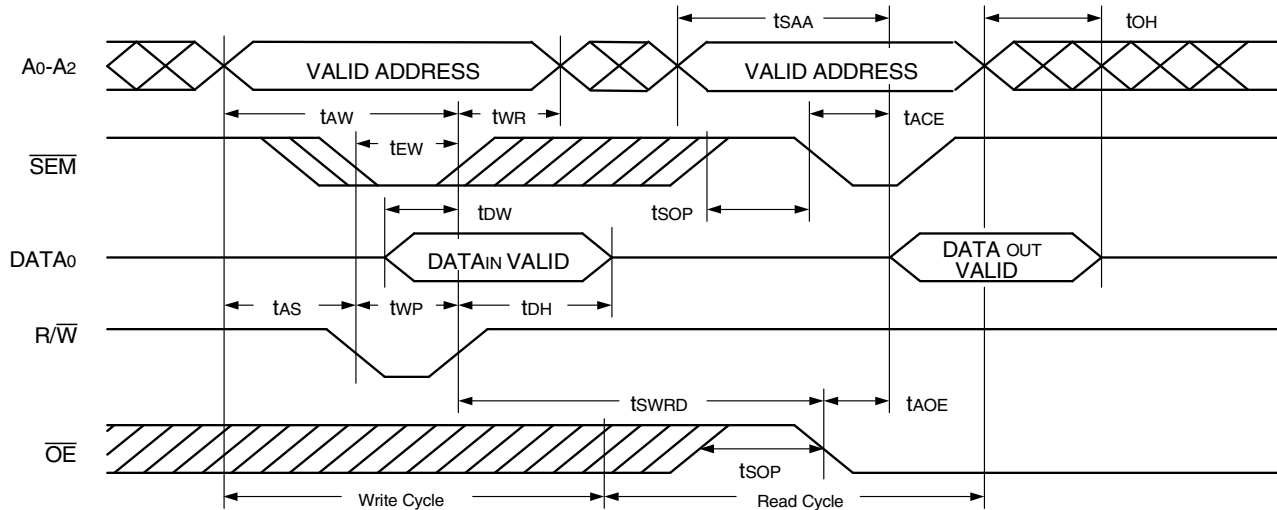 tSAA
tOH
A0-A2
VALID ADDRESS
VALID ADDRESS
tAW
tWR
tACE
tEW
SEM
tDW
tSOP
DATA0
DATAIN VALID
DATA OUT
VALID
tAS
tWP
tDH
R/W
tSWRD
tAOE
OE
tSOP
Write Cycle
Read Cycle